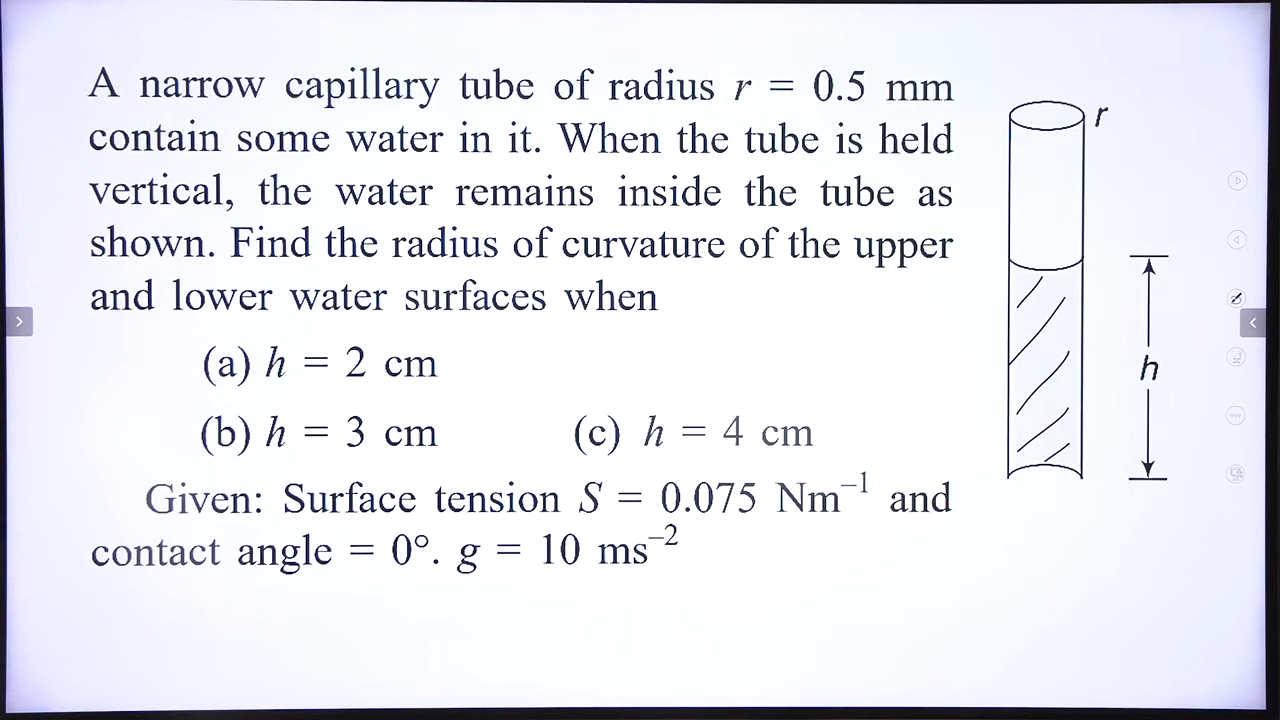 A narrow capillary tube of radius r = 0.5 mm
contain some water in it. When the tube is held
vertical, the water remains inside the tube as
shown. Find the radius of curvature of the upper
and lower water surfaces when
(a) h = 2 cm
(b) h = 3 cm (c) h = 4 cm
Given: Surface tension S = 0.075 Nm⁻¹ and
contact angle = 0°. g = 10 ms⁻²
r
h